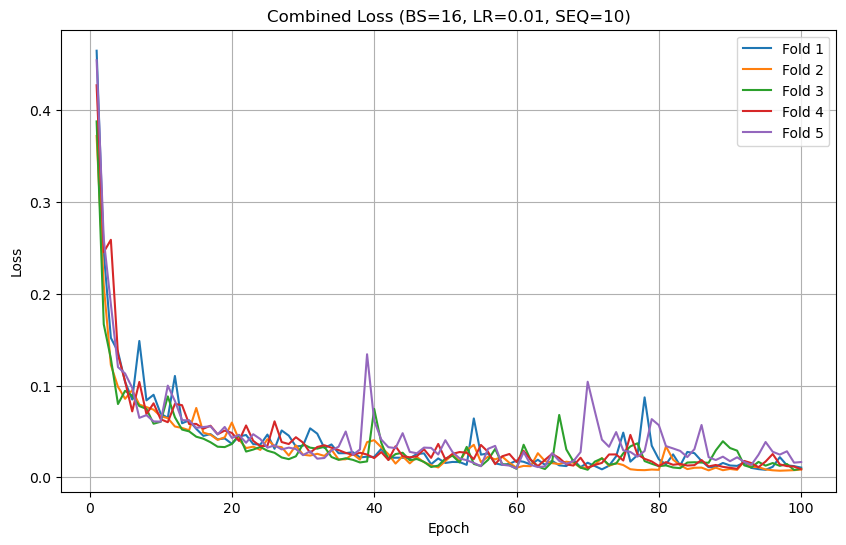 Combined Loss (BS=16, LR=0.01, SEQ=10)
Fold 1
Fold 2
Fold 3
Fold 4
Fold 5
Loss
0.4
0.3
0.2
0.1
0.0
0 20 40 60 80 100
Epoch